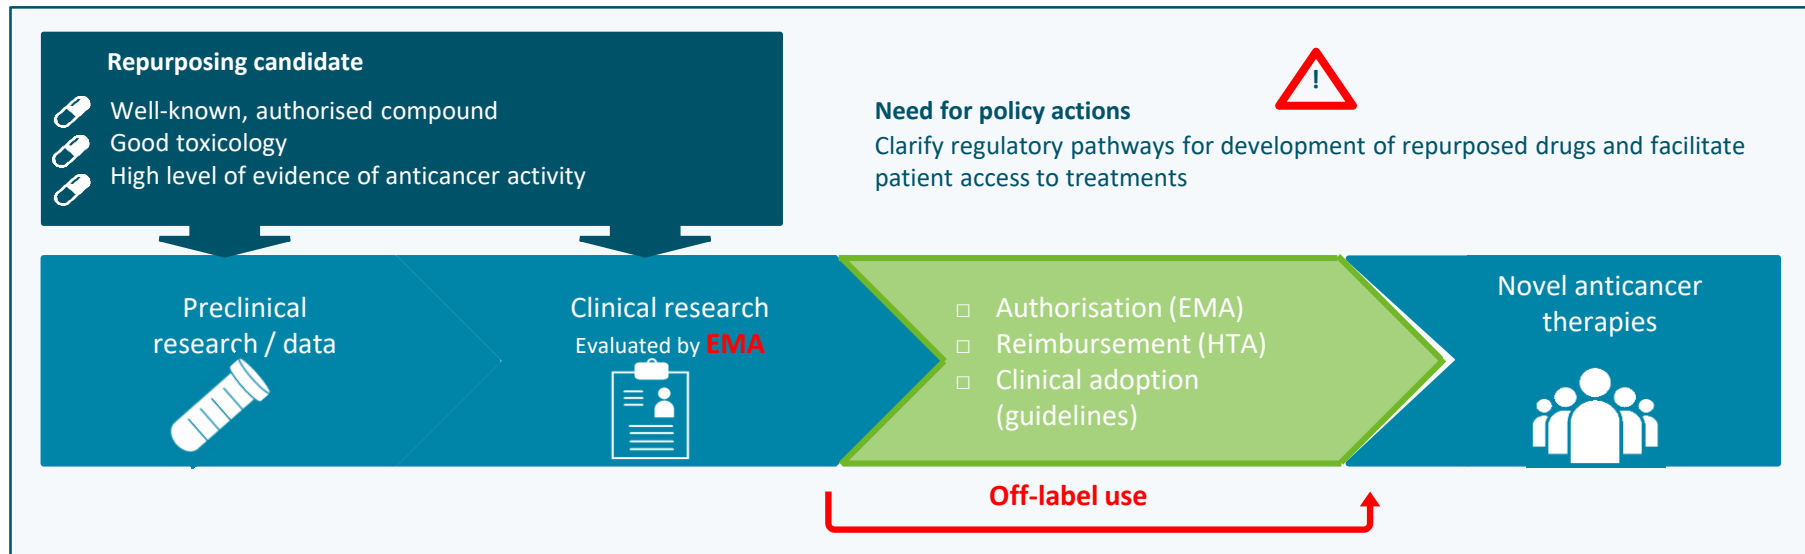 Repurposing candidate
Well-known, authorised compound
Good toxicology
High level of evidence of anticancer activity
!
Need for policy actions
Clarify regulatory pathways for development of repurposed drugs and facilitate
patient access to treatments
Preclinical
research / data
Clinical research
Evaluated by EMA
□ Authorisation (EMA)
□ Reimbursement (HTA)
□ Clinical adoption
(guidelines)
Novel anticancer
therapies
Off-label use